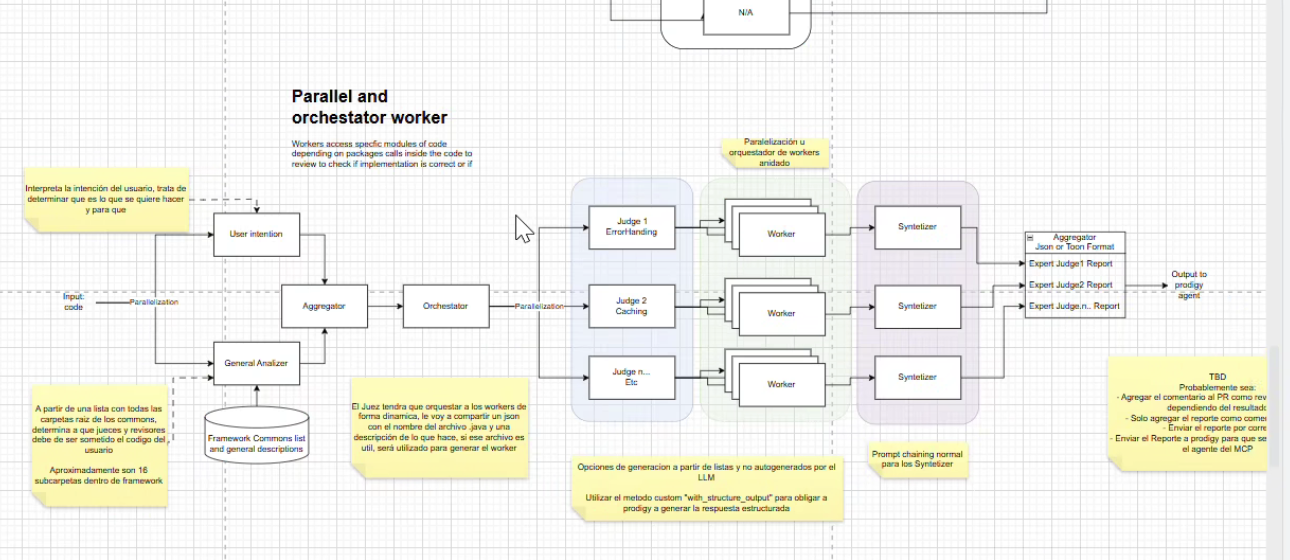 N/A
Parallel and
orchestator worker
Workers access specfic modules of code
depending on packages calls inside the code to
review to check if implementation is correct or if
Paralelización u
orquestador de workers
anidado
Interpreta la intención del usuario, trata de
determinar que es lo que se quiere hacer
y para que
User intention
Judge 1
ErrorHanding
Worker
Syntetizer
Aggregator
Json or Toon Format
Expert Judge1 Report
Expert Judge2 Report
Expert Judge.n.. Report
Output to
prodigy
agent
Input:
code
Parallelization
Aggregator
Orchestrator
Parallelization
Judge 2
Caching
Worker
Syntetizer
General Analizer
Judge n...
Etc
Worker
Syntetizer
Framework Commons list
and general descriptions
A partir de una lista con todas las
carpetas raiz de los commons,
determina a que jueces y revisores
debe de ser sometido el codigo del
usuario
Aproximadamente son 16
subcarpetas dentro de framework
El Juez tendra que orquestar a los workers de
forma dinamica, le voy a compartir un json
con el nombre del archivo .java y una
descripción de lo que hace, si ese archivo es
util, será utilizado para generar el worker
Opciones de generacion a partir de listas y no autogenerados por el
LLM
Utilizar el metodo custom "with_structure_output" para obligar a
prodigy a generar la respuesta estructurada
Prompt chaining normal
para los Syntetizer
TBD
Probablemente sea:
- Agregar el comentario al PR como rev
dependiendo del resultado
- Solo agregar el reporte como come
- Enviar el reporte por corre
- Enviar el Reporte a prodigy para que se
el agente del MCP